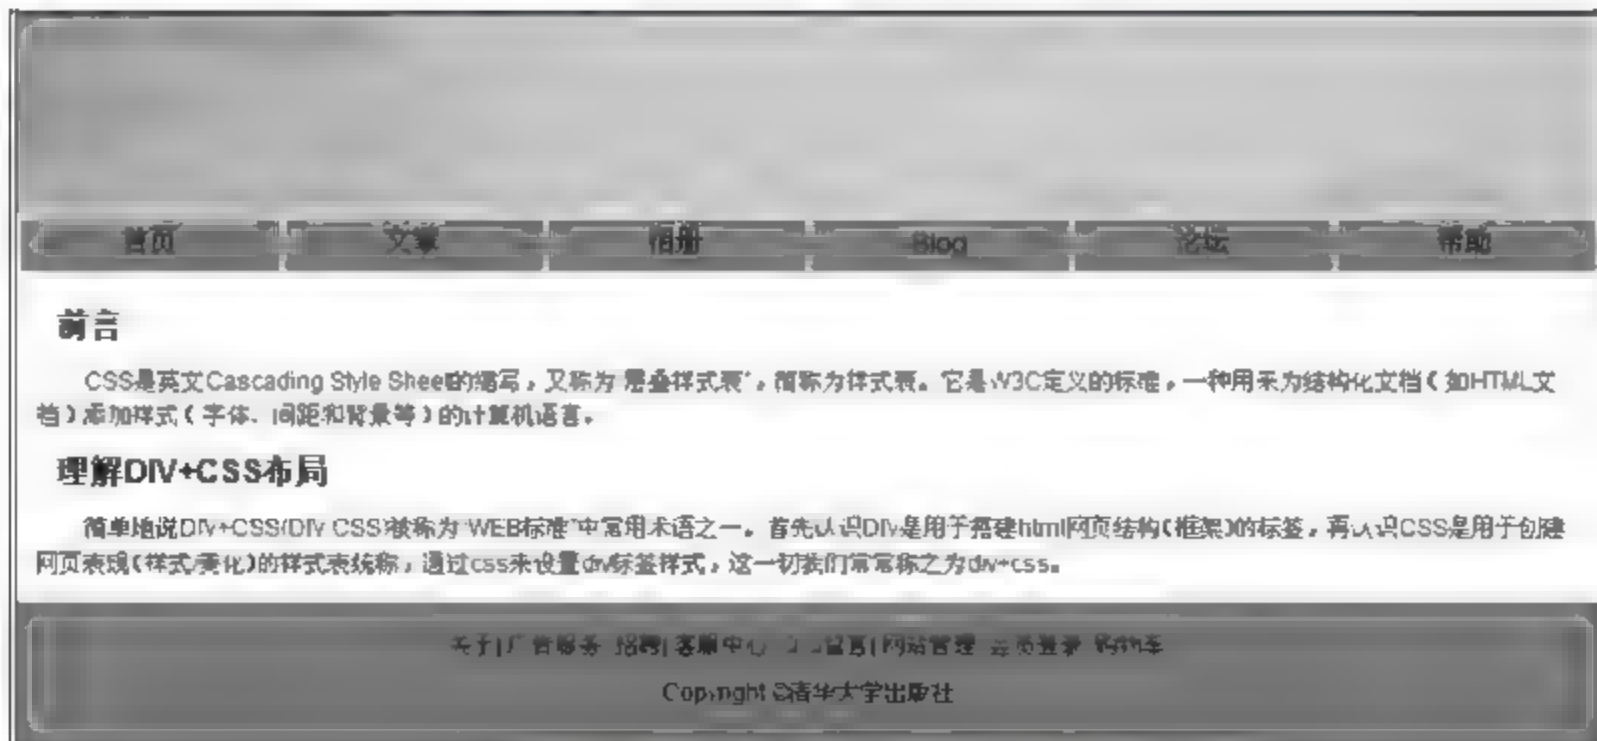 首页 文章 相册 Blog 论坛 帮助
前言
CSS是英文Cascading Style Sheet的缩写，又称为"层叠样式表"，简称为样式表。它是W3C定义的标准，一种用来为结构化文档（如HTML文
档）添加样式（字体、间距和背景等）的计算机语言。
理解DIV+CSS布局
简单地说DIV+CSS(DIV CSS)被称为"WEB标准"中常用术语之一。首先认识DIV是用于搭建html网页结构(框架)的标签，再认识CSS是用于创建
网页表现(样式/美化)的样式表统称，通过css来设置div标签样式，这一切我们常常称之为div+css。
关于|广告服务 招聘|客服中心 留言|网站管理 会员登录 购物车
Copyright ©清华大学出版社